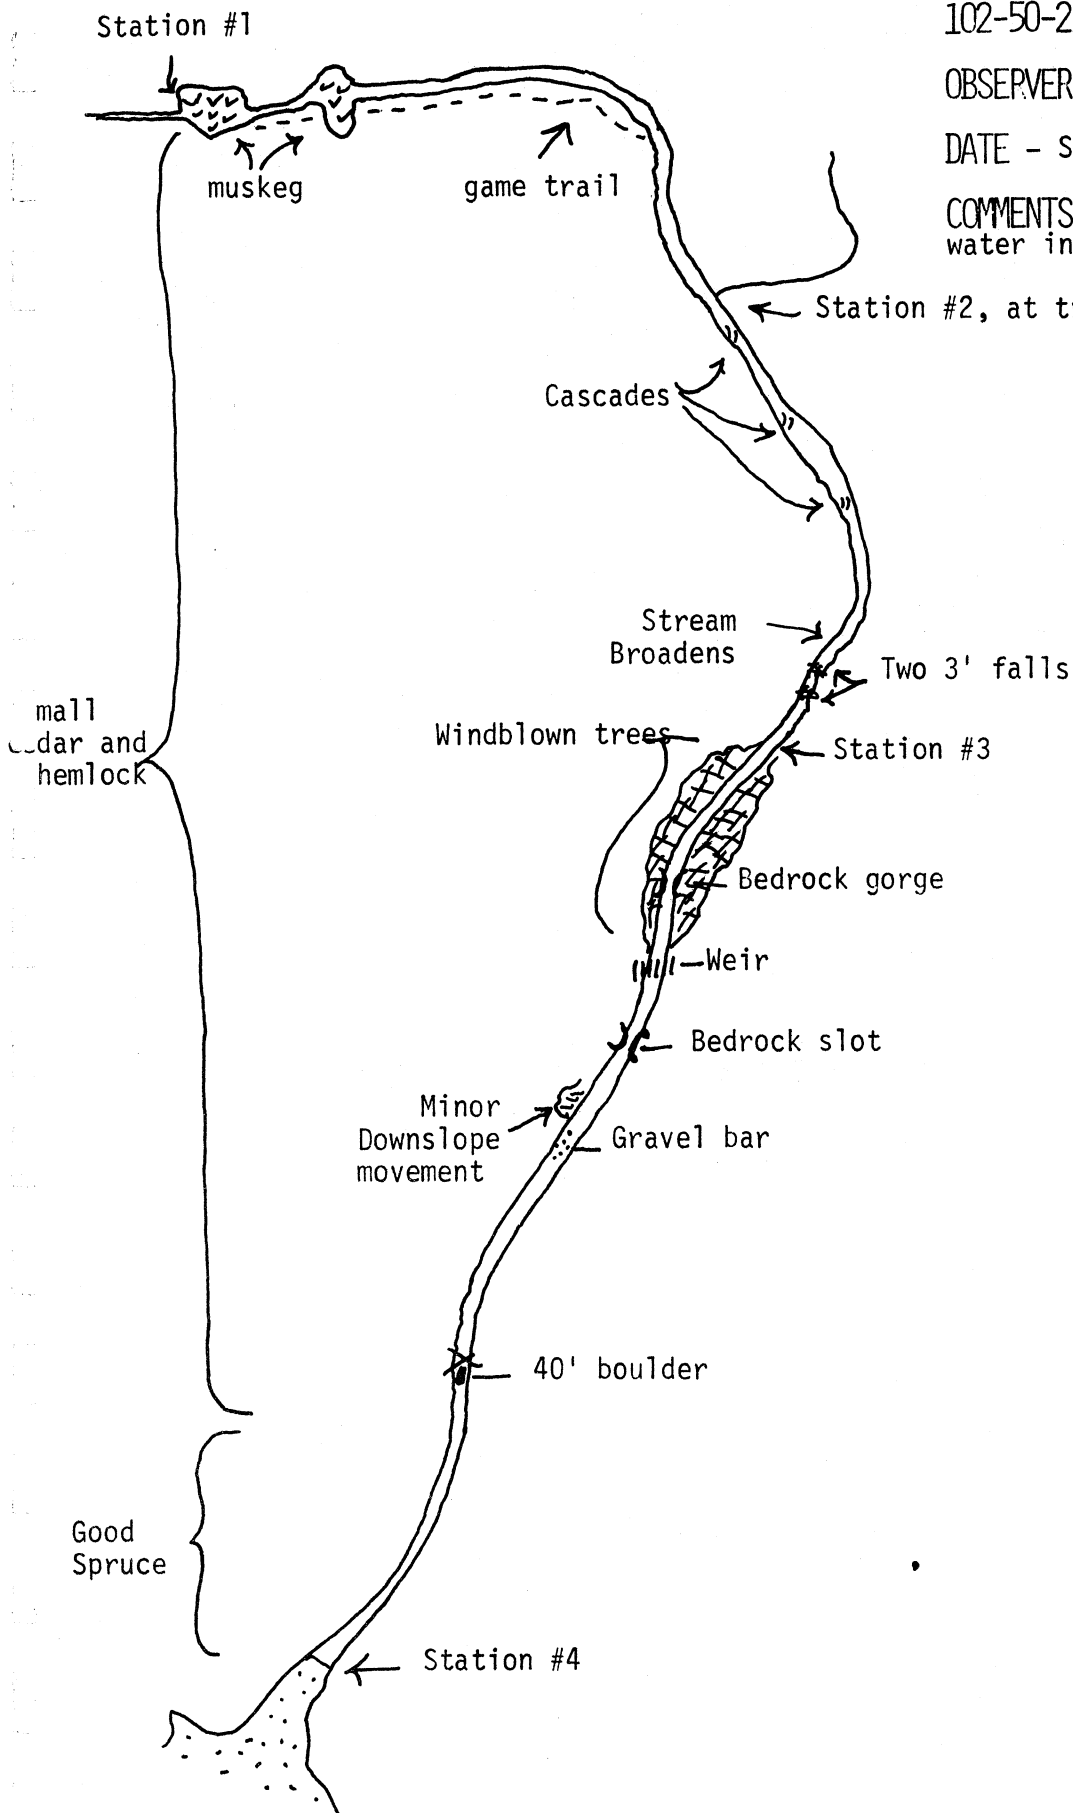 Station #1
102-50-2
OBSERVER
DATE - S
COMMENTS
water in
muskeg
game trail
Station #2, at t
Cascades
Stream
Broadens
Two 3' falls
mall
dar and
hemlock
Windblown trees
Station #3
Bedrock gorge
Weir
Bedrock slot
Minor
Downslope
movement
Gravel bar
40' boulder
Good
Spruce
Station #4